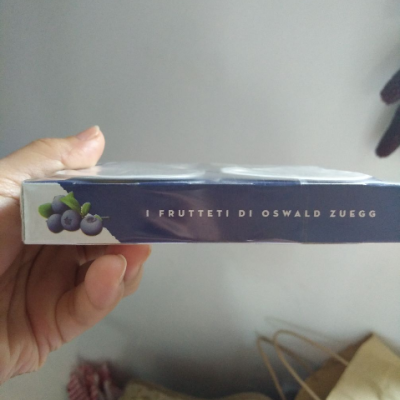 I FRUTTETI DI OSWALD ZUEGG